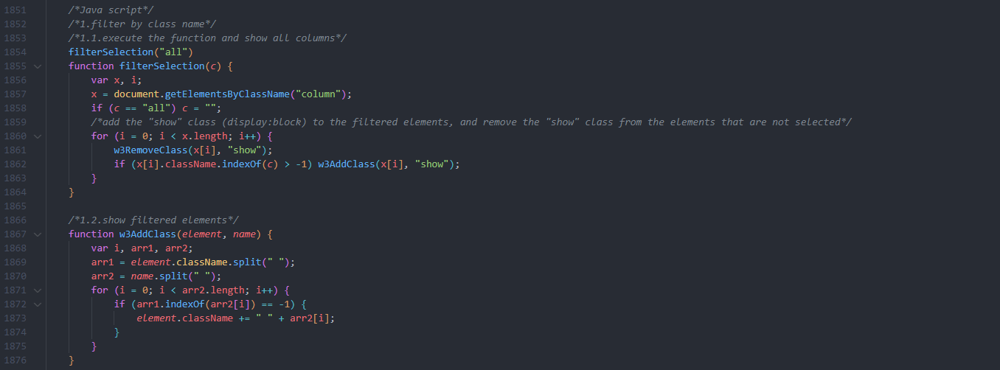 1851 /*Java script*/
1852 /*1.filter by class name*/
1853 /*1.1.execute the function and show all columns*/
1854 filterSelection("all")
1855 function filterSelection(c) {
1856 var x, i;
1857 x = document.getElementsByClassName("column");
1858 if (c == "all") c = "";
1859 /*add the "show" class (display:block) to the filtered elements, and remove the "show" class from the elements that are not selected*/
1860 for (i = 0; i < x.length; i++) {
1861 w3RemoveClass(x[i], "show");
1862 if (x[i].className.indexOf(c) > -1) w3AddClass(x[i], "show");
1863 }
1864 }
1865
1866 /*1.2.show filtered elements*/
1867 function w3AddClass(element, name) {
1868 var i, arr1, arr2;
1869 arr1 = element.className.split(" ");
1870 arr2 = name.split(" ");
1871 for (i = 0; i < arr2.length; i++) {
1872 if (arr1.indexOf(arr2[i]) == -1) {
1873 element.className += " " + arr2[i];
1874 }
1875 }
1876 }